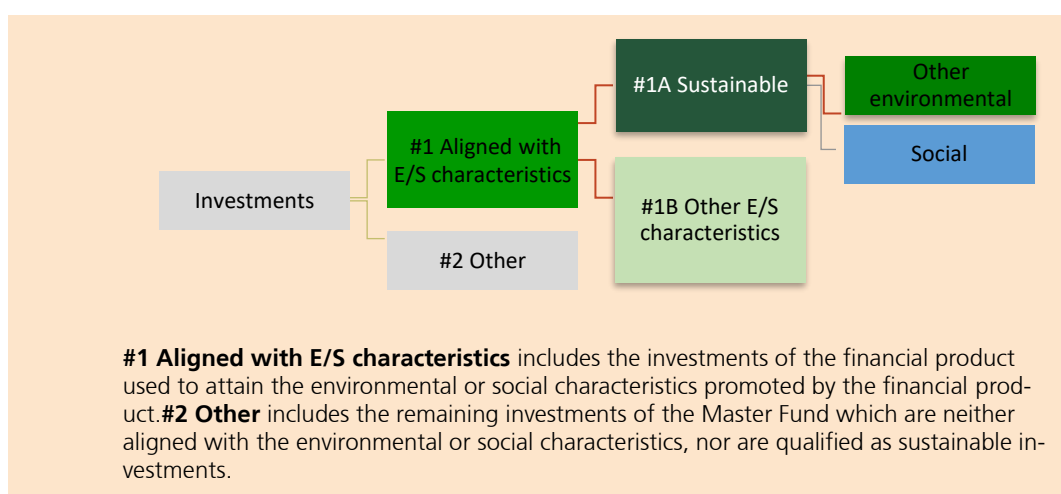 #1A Sustainable
Other
environmental
#1 Aligned with
E/S characteristics
Social
Investments
#1B Other E/S
characteristics
#2 Other
#1 Aligned with E/S characteristics includes the investments of the financial product
used to attain the environmental or social characteristics promoted by the financial prod-
uct.#2 Other includes the remaining investments of the Master Fund which are neither
aligned with the environmental or social characteristics, nor are qualified as sustainable in-
vestments.